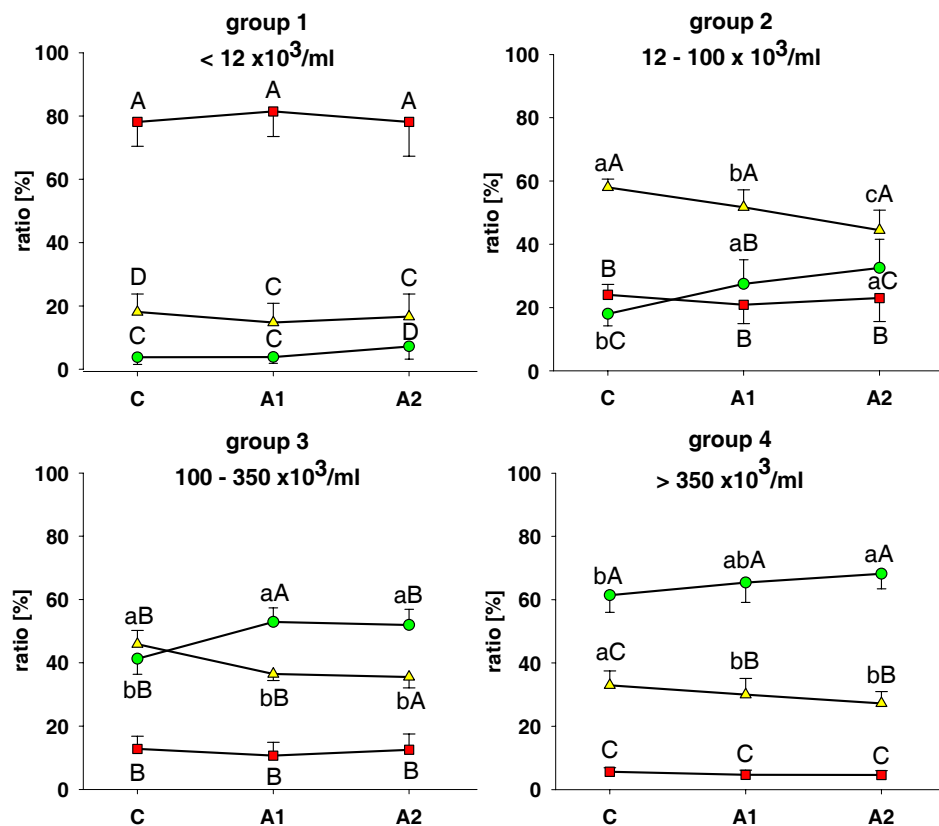 group 1
< 12 x10³/ml
100
80
60
40
20
0
ratio [%]
A A A
D C C
C C D
C A1 A2
group 2
12 - 100 x 10³/ml
100
80
60
40
20
0
ratio [%]
aA bA cA
B aB aC
bC B B
C A1 A2
group 3
100 - 350 x10³/ml
100
80
60
40
20
0
ratio [%]
aB aA aB
bB bB bA
B B B
C A1 A2
group 4
> 350 x10³/ml
100
80
60
40
20
0
ratio [%]
bA abA aA
aC bB bB
C C C
C A1 A2